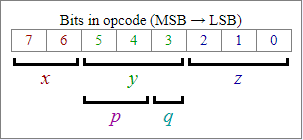 Bits in opcode (MSB → LSB)
7 6 5 4 3 2 1 0
x y z
p q